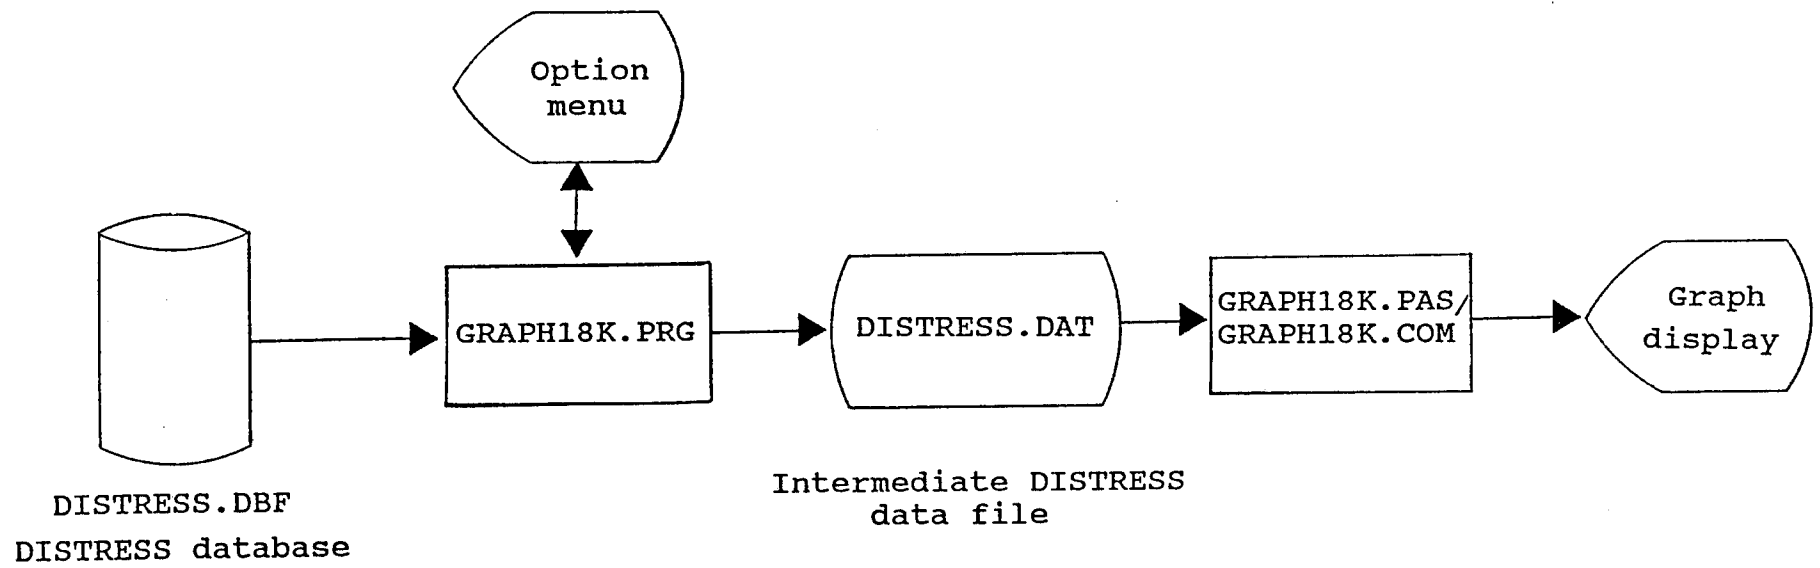 Option
menu
GRAPH18K.PRG
DISTRESS.DAT
GRAPH18K.PAS/
GRAPH18K.COM
Graph
display
DISTRESS.DBF
DISTRESS database
Intermediate DISTRESS
data file